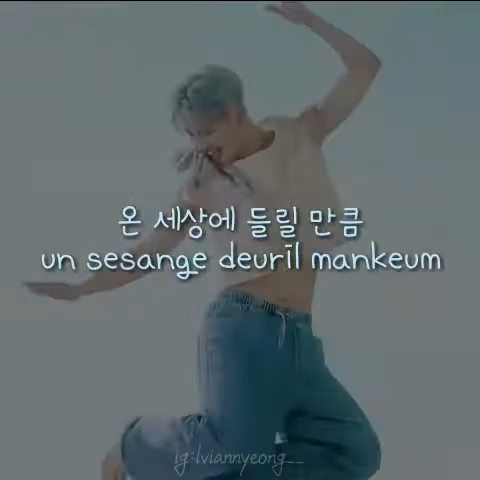 온 세상에 들릴 만큼
un sesange deuril mankeum
ig:lviannyeong__